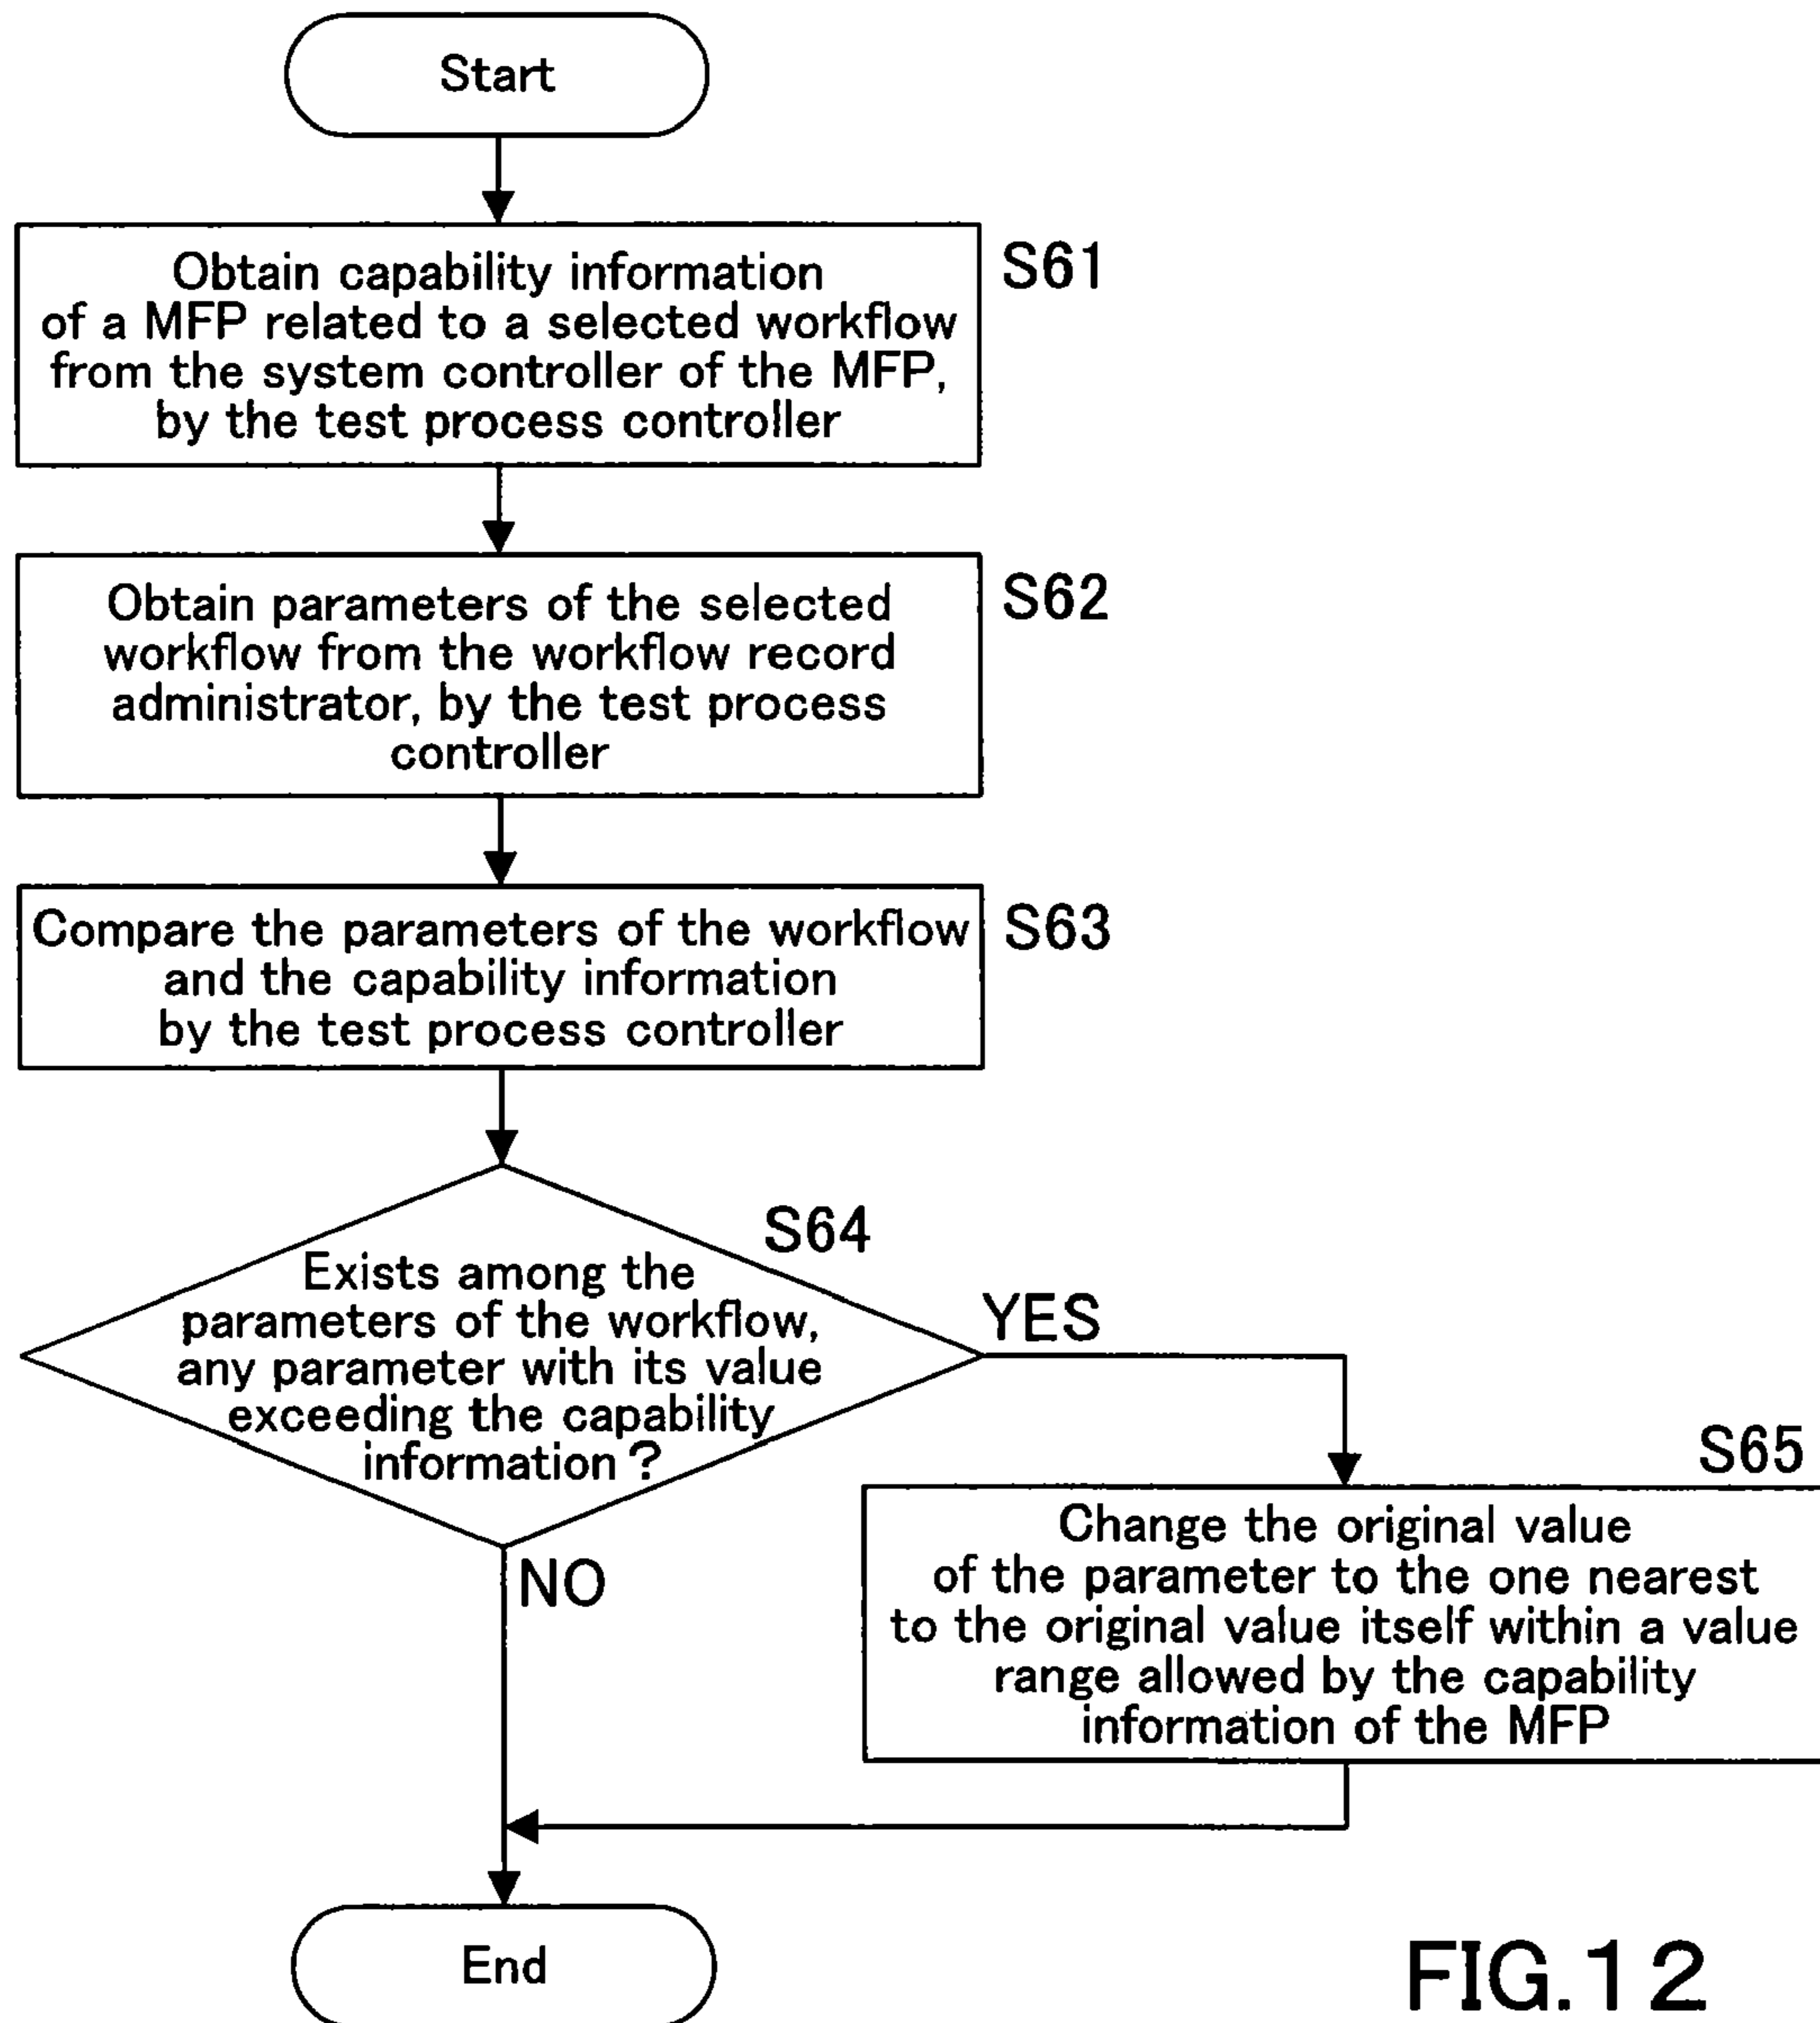 Start
Obtain capability information
of a MFP related to a selected workflow
from the system controller of the MFP,
by the test process controller
S61
Obtain parameters of the selected
workflow from the workflow record
administrator, by the test process
controller
S62
Compare the parameters of the workflow
and the capability information
by the test process controller
S63
S64
Exists among the
parameters of the workflow,
any parameter with its value
exceeding the capability
information?
YES
NO
S65
Change the original value
of the parameter to the one nearest
to the original value itself within a value
range allowed by the capability
information of the MFP
End
FIG.12